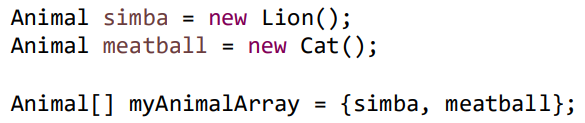 Animal simba = new Lion();
Animal meatball = new Cat();
Animal[] myAnimalArray = {simba, meatball};